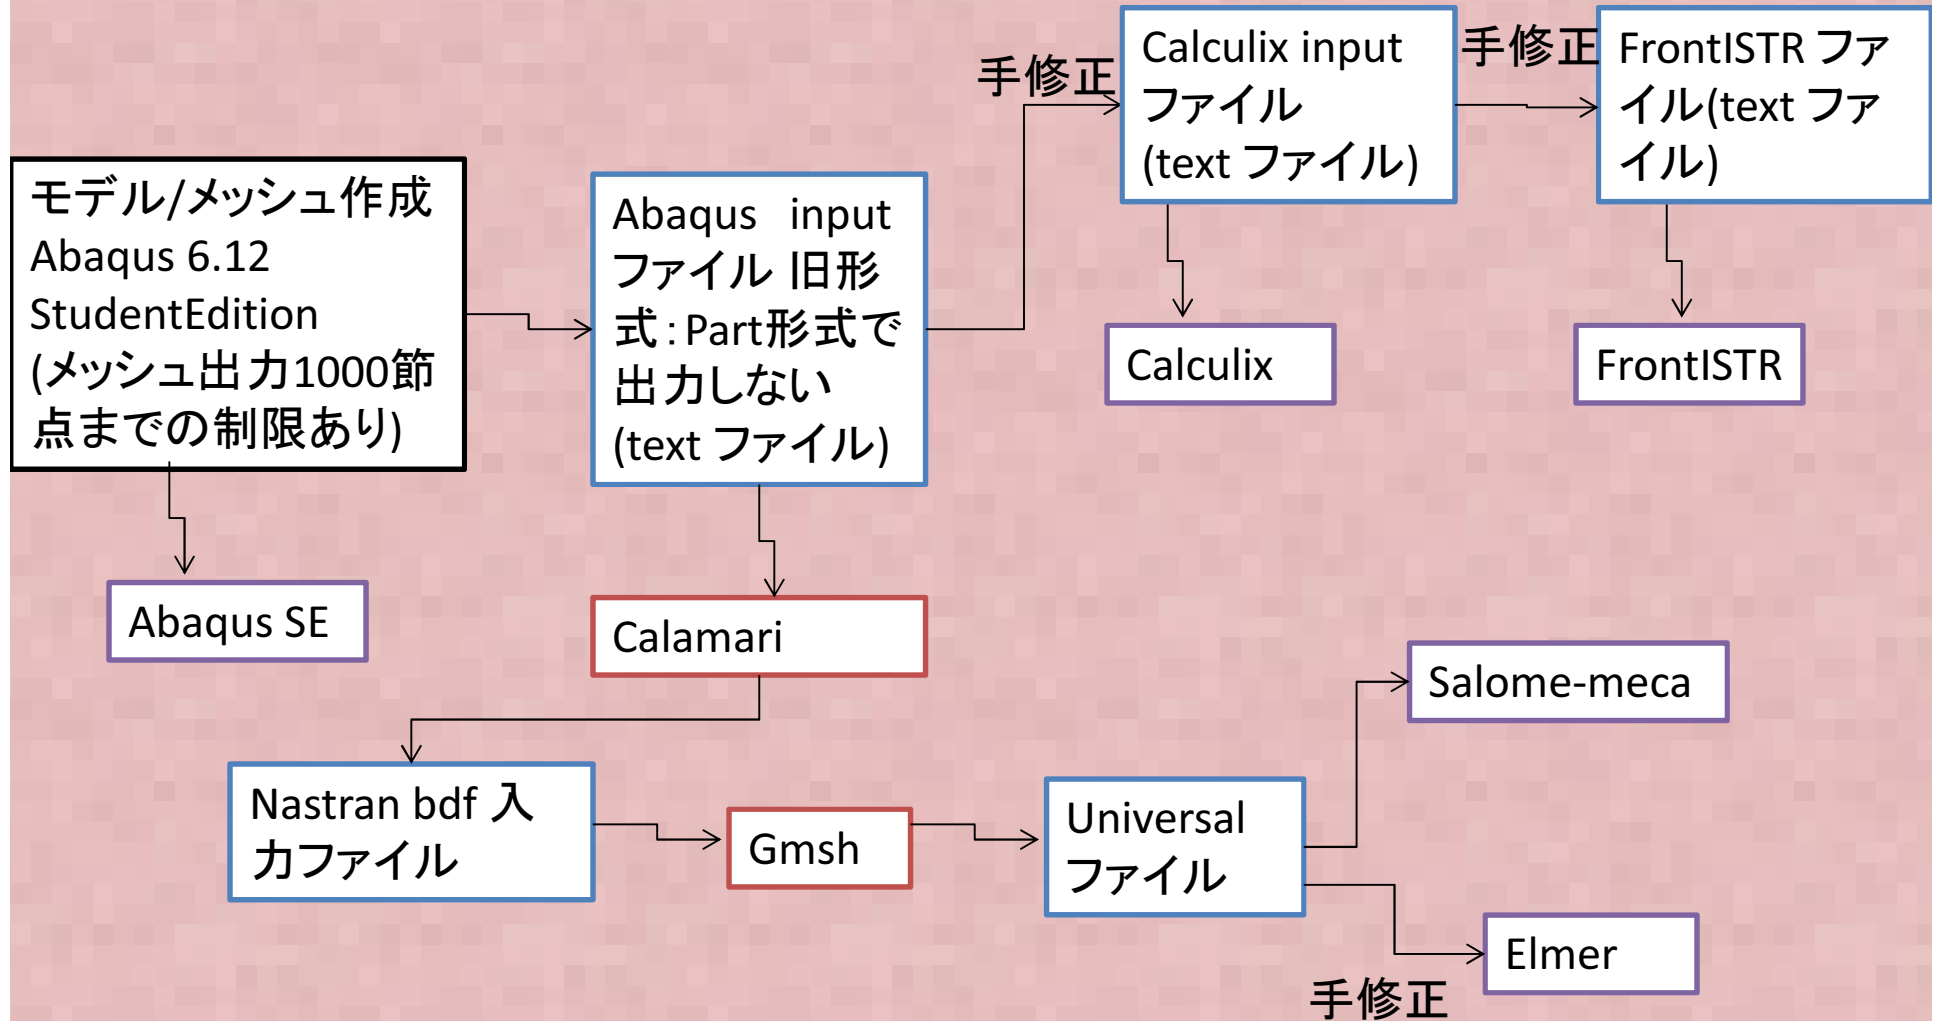 モデル/メッシュ作成
Abaqus 6.12
StudentEdition
(メッシュ出力1000節
点までの制限あり)
Abaqus SE
Abaqus input
ファイル 旧形
式：Part形式で
出力しない
(text ファイル)
手修正
Calculix input
ファイル
(text ファイル)
手修正
FrontISTR ファ
イル(text ファ
イル)
Calculix
FrontISTR
Calamari
Nastran bdf 入
力ファイル
Gmsh
Universal
ファイル
Salome-meca
Elmer
手修正